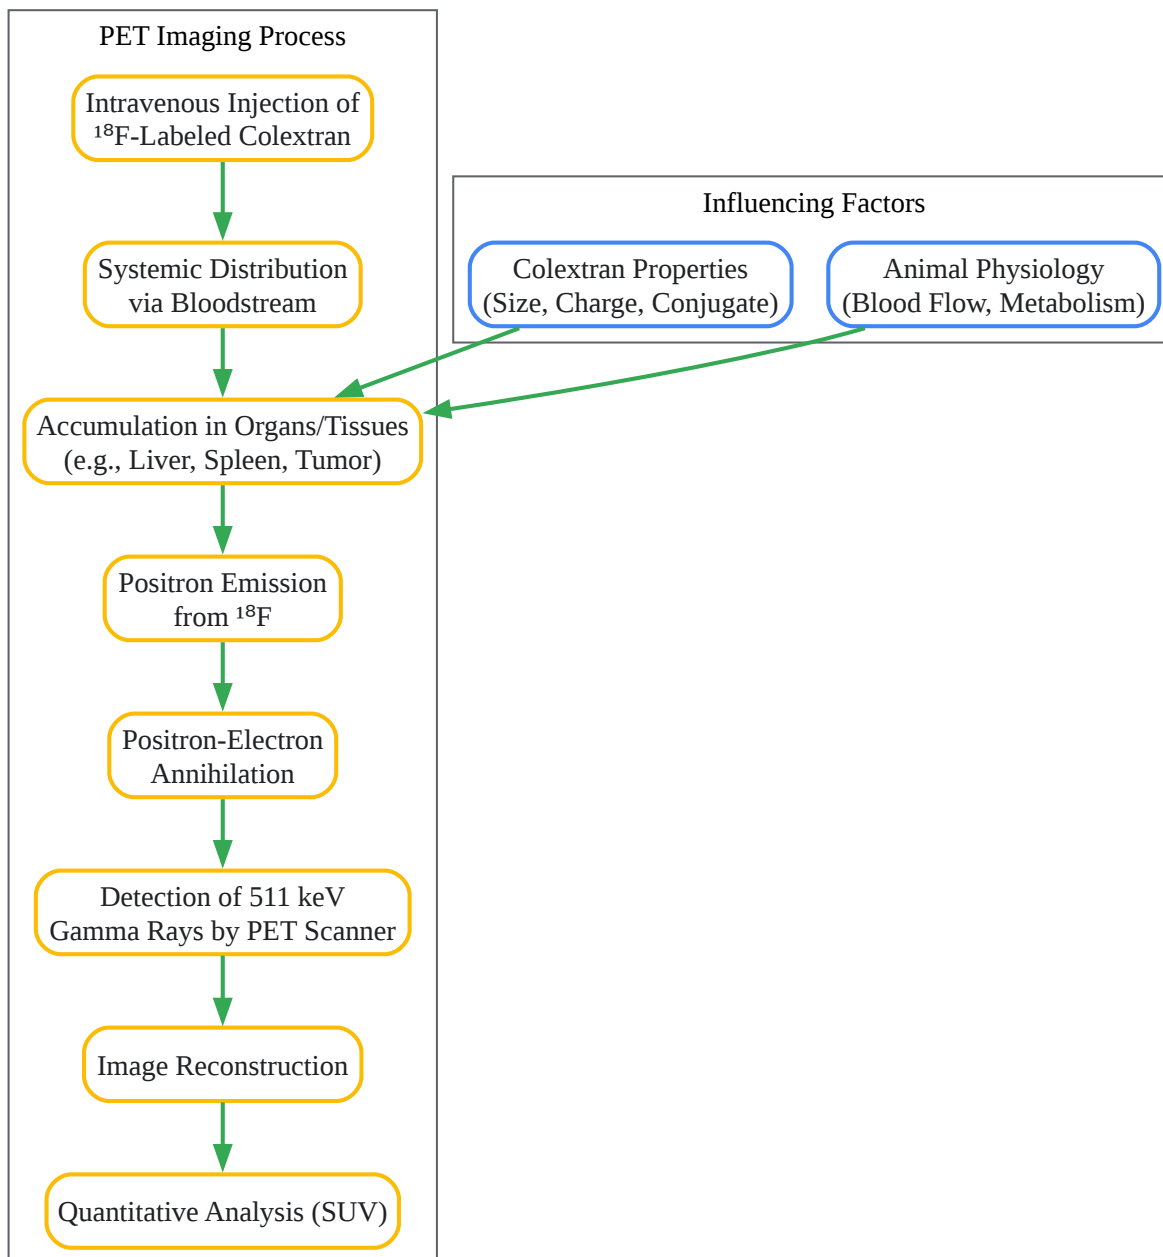 PET Imaging Process
Intravenous Injection of
¹⁸F-Labeled Colextran
Systemic Distribution
via Bloodstream
Influencing Factors
Colextran Properties
(Size, Charge, Conjugate)
Animal Physiology
(Blood Flow, Metabolism)
Accumulation in Organs/Tissues
(e.g., Liver, Spleen, Tumor)
Positron Emission
from ¹⁸F
Positron-Electron
Annihilation
Detection of 511 keV
Gamma Rays by PET Scanner
Image Reconstruction
Quantitative Analysis (SUV)